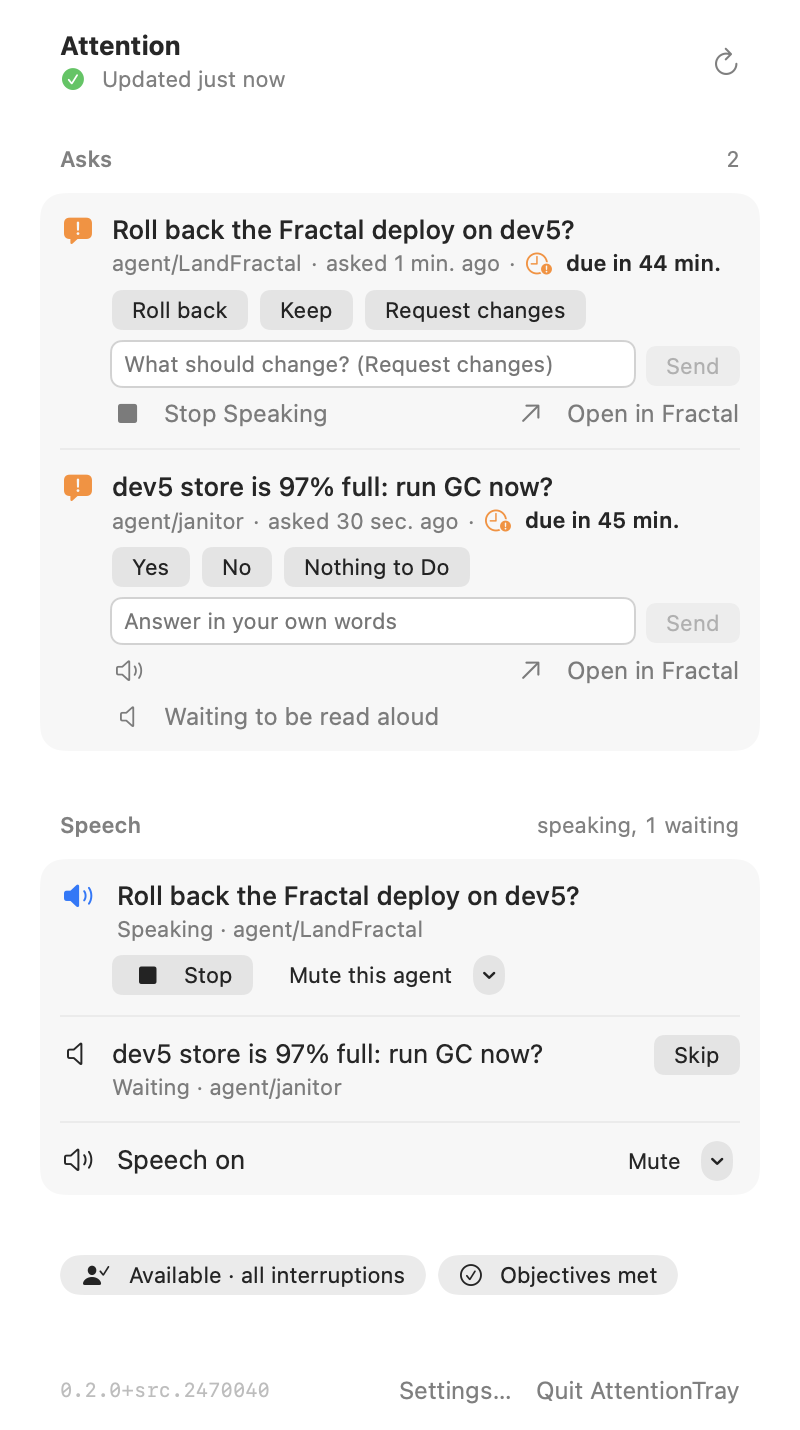 Attention
Updated just now
Asks 2
Roll back the Fractal deploy on dev5?
agent/LandFractal · asked 1 min. ago · due in 44 min.
Roll back Keep Request changes
What should change? (Request changes) Send
Stop Speaking Open in Fractal
dev5 store is 97% full: run GC now?
agent/janitor · asked 30 sec. ago · due in 45 min.
Yes No Nothing to Do
Answer in your own words Send
Open in Fractal
Waiting to be read aloud
Speech speaking, 1 waiting
Roll back the Fractal deploy on dev5?
Speaking · agent/LandFractal
Stop Mute this agent
dev5 store is 97% full: run GC now? Skip
Waiting · agent/janitor
Speech on Mute
Available · all interruptions Objectives met
0.2.0+src.2470040 Settings... Quit AttentionTray